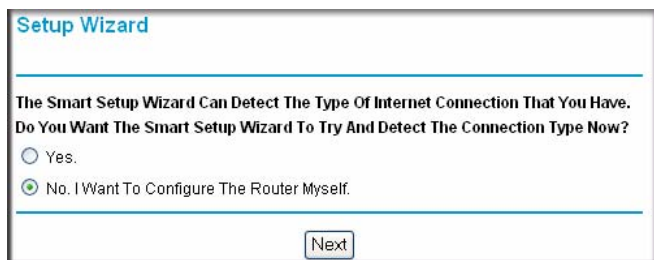 Setup Wizard
The Smart Setup Wizard Can Detect The Type Of Internet Connection That You Have.
Do You Want The Smart Setup Wizard To Try And Detect The Connection Type Now?
Yes.
No. I Want To Configure The Router Myself.
Next